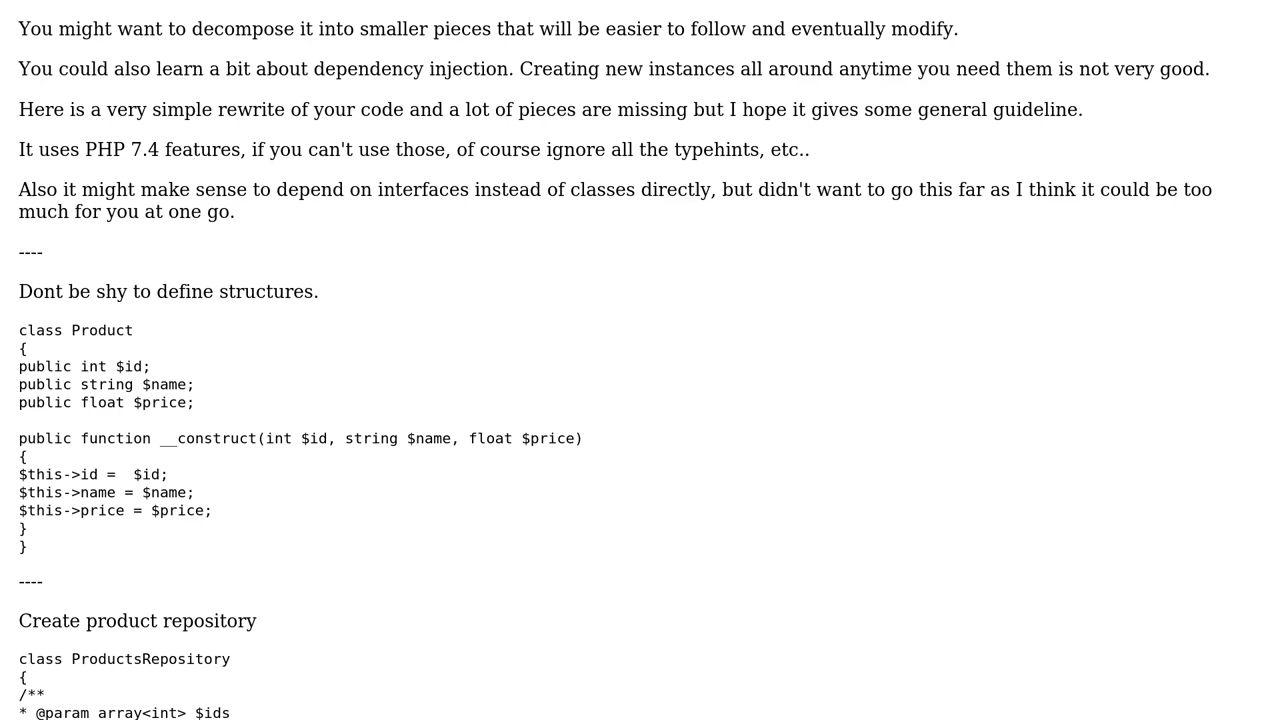 You might want to decompose it into smaller pieces that will be easier to follow and eventually modify.
You could also learn a bit about dependency injection. Creating new instances all around anytime you need them is not very good.
Here is a very simple rewrite of your code and a lot of pieces are missing but I hope it gives some general guideline.
It uses PHP 7.4 features, if you can't use those, of course ignore all the typehints, etc..
Also it might make sense to depend on interfaces instead of classes directly, but didn't want to go this far as I think it could be too
much for you at one go.
----
Dont be shy to define structures.
class Product
{
public int $id;
public string $name;
public float $price;
public function __construct(int $id, string $name, float $price)
{
$this->id =  $id;
$this->name = $name;
$this->price = $price;
}
}
----
Create product repository
class ProductsRepository
{
/**
* @param array<int> $ids